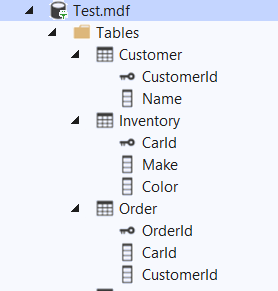 Test.mdf
Tables
Customer
CustomerId
Name
Inventory
CarId
Make
Color
Order
OrderId
CarId
CustomerId